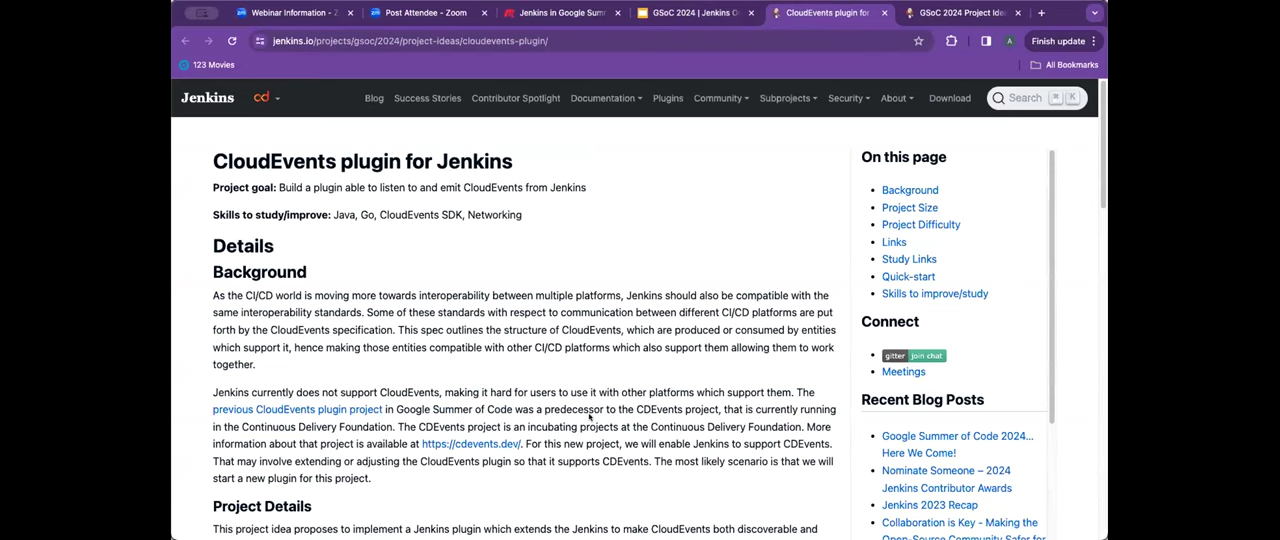 Webinar Information - Z
Post Attendee - Zoom
Jenkins in Google Summ
GSoC 2024 | Jenkins O
CloudEvents plugin for
GSoC 2024 Project Ide
jenkins.io/projects/gsoc/2024/project-ideas/cloudevents-plugin/
A
Finish update
123 Movies
All Bookmarks
Jenkins
cd
Blog
Success Stories
Contributor Spotlight
Documentation
Plugins
Community
Subprojects
Security
About
Download
Search ⌘ K
CloudEvents plugin for Jenkins
Project goal: Build a plugin able to listen to and emit CloudEvents from Jenkins
Skills to study/improve: Java, Go, CloudEvents SDK, Networking
Details
Background
As the CI/CD world is moving more towards interoperability between multiple platforms, Jenkins should also be compatible with the
same interoperability standards. Some of these standards with respect to communication between different CI/CD platforms are put
forth by the CloudEvents specification. This spec outlines the structure of CloudEvents, which are produced or consumed by entities
which support it, hence making those entities compatible with other CI/CD platforms which also support them allowing them to work
together.
Jenkins currently does not support CloudEvents, making it hard for users to use it with other platforms which support them. The
previous CloudEvents plugin project in Google Summer of Code was a predecessor to the CDEvents project, that is currently running
in the Continuous Delivery Foundation. The CDEvents project is an incubating projects at the Continuous Delivery Foundation. More
information about that project is available at https://cdevents.dev/. For this new project, we will enable Jenkins to support CDEvents.
That may involve extending or adjusting the CloudEvents plugin so that it supports CDEvents. The most likely scenario is that we will
start a new plugin for this project.
Project Details
This project idea proposes to implement a Jenkins plugin which extends the Jenkins to make CloudEvents both discoverable and
On this page
Background
Project Size
Project Difficulty
Links
Study Links
Quick-start
Skills to improve/study
Connect
gitter join chat
Meetings
Recent Blog Posts
Google Summer of Code 2024...
Here We Come!
Nominate Someone – 2024
Jenkins Contributor Awards
Jenkins 2023 Recap
Collaboration is Key - Making the
Open-Source Community Safer for